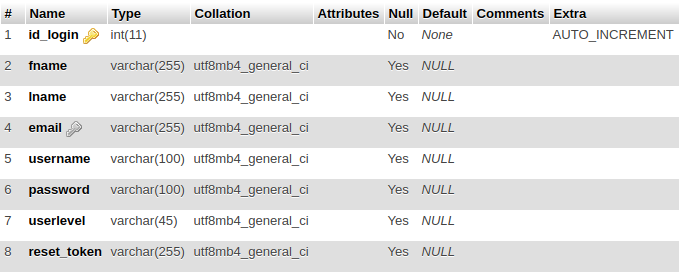 # Name Type Collation Attributes Null Default Comments Extra
1 id_login int(11) No None AUTO_INCREMENT
2 fname varchar(255) utf8mb4_general_ci Yes NULL
3 lname varchar(255) utf8mb4_general_ci Yes NULL
4 email varchar(255) utf8mb4_general_ci Yes NULL
5 username varchar(100) utf8mb4_general_ci Yes NULL
6 password varchar(100) utf8mb4_general_ci Yes NULL
7 userlevel varchar(45) utf8mb4_general_ci Yes NULL
8 reset_token varchar(255) utf8mb4_general_ci Yes NULL